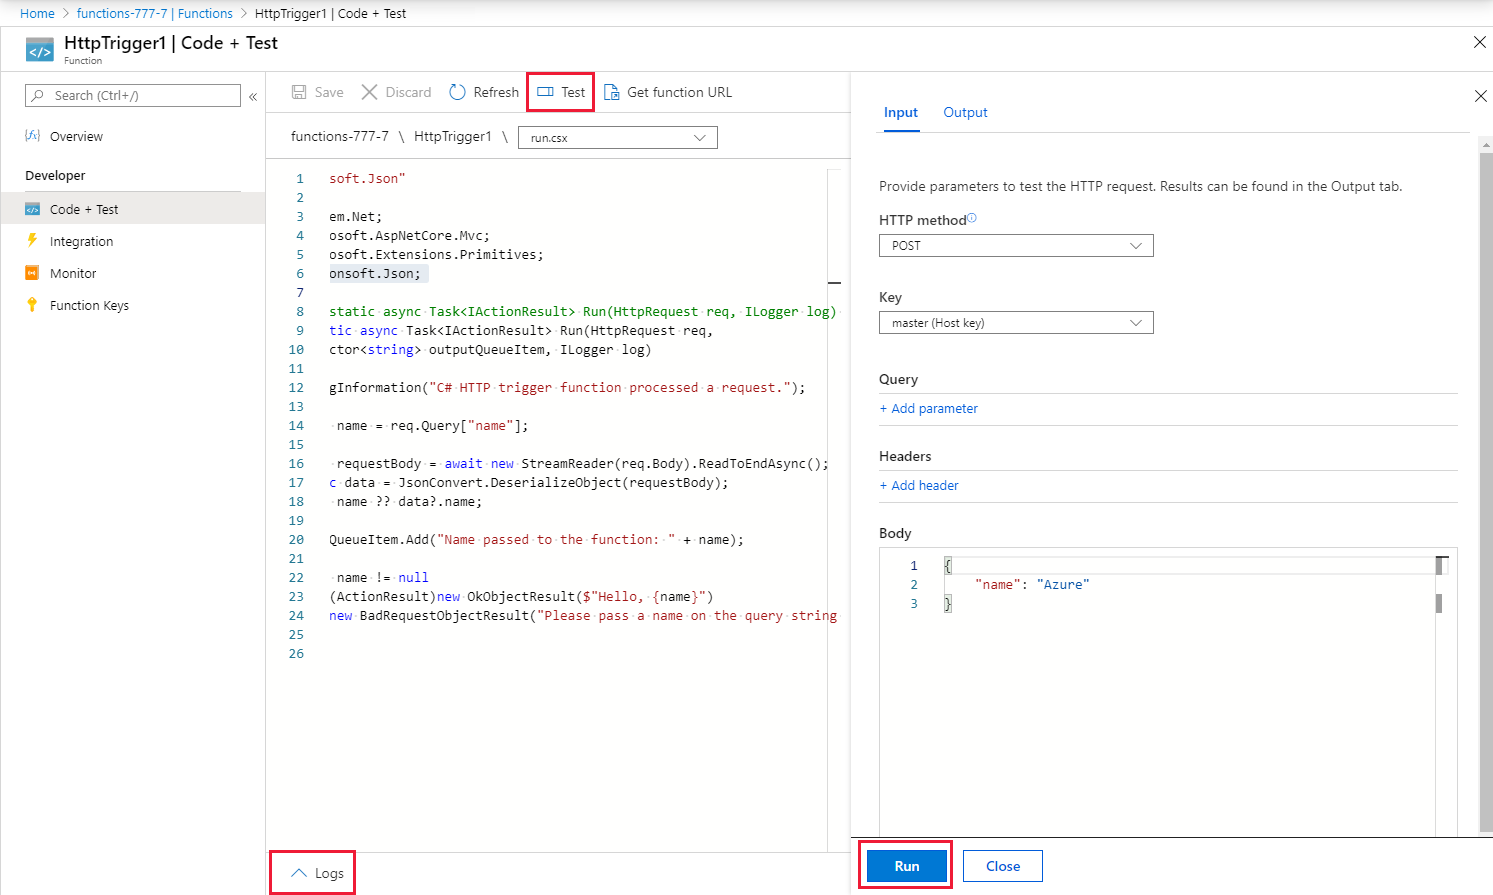 Home > functions-777-7 | Functions > HttpTrigger1 | Code + Test
HttpTrigger1 | Code + Test
Function
Search (Ctrl+/)
«
Overview
Developer
Code + Test
Integration
Monitor
Function Keys
Save
Discard
Refresh
Test
Get function URL
functions-777-7 \ HttpTrigger1 \ run.csx
1 soft.Json"
2
3 em.Net;
4 osoft.AspNetCore.Mvc;
5 osoft.Extensions.Primitives;
6 onsoft.Json;
7
8 static async Task<IActionResult> Run(HttpRequest req, ILogger log)
9 tic async Task<IActionResult> Run(HttpRequest req,
10 ctor<string> outputQueueItem, ILogger log)
11
12 gInformation("C# HTTP trigger function processed a request.");
13
14 name = req.Query["name"];
15
16 requestBody = await new StreamReader(req.Body).ReadToEndAsync();
17 c data = JsonConvert.DeserializeObject(requestBody);
18 name ?? data?.name;
19
20 QueueItem.Add("Name passed to the function: " + name);
21
22 name != null
23 (ActionResult)new OkObjectResult($"Hello, {name}")
24 new BadRequestObjectResult("Please pass a name on the query string
25
26
Logs
Input Output
Provide parameters to test the HTTP request. Results can be found in the Output tab.
HTTP method
POST
Key
master (Host key)
Query
+ Add parameter
Headers
+ Add header
Body
1 {
2 "name": "Azure"
3 }
Run
Close